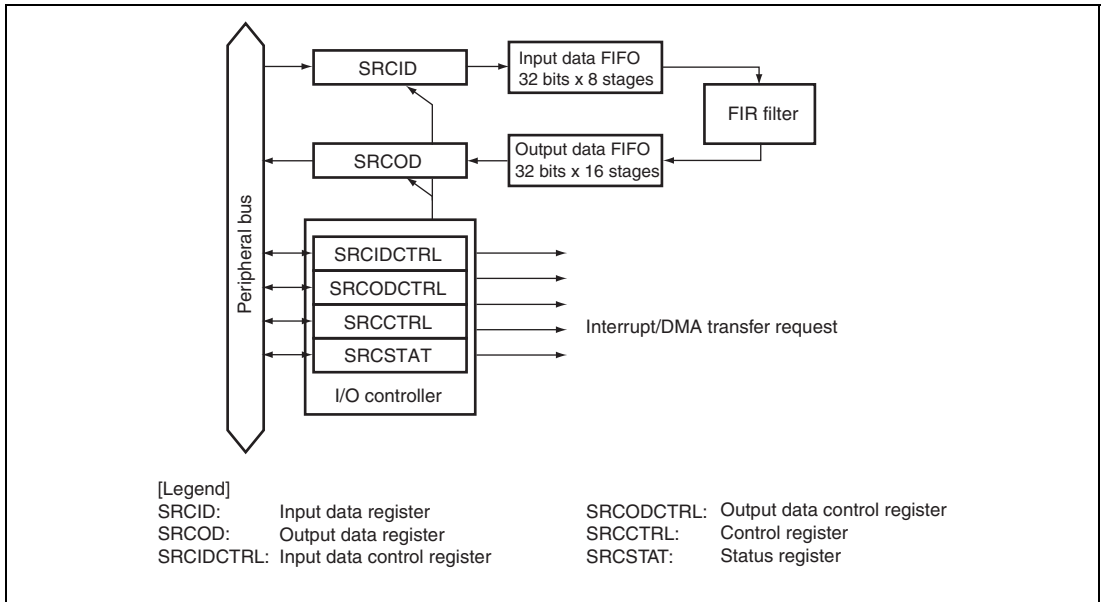 SRCID
Input data FIFO
32 bits x 8 stages
FIR filter
SRCOD
Output data FIFO
32 bits x 16 stages
Peripheral bus
SRCIDCTRL
SRCODCTRL
SRCCTRL
SRCSTAT
I/O controller
Interrupt/DMA transfer request
[Legend]
SRCID: Input data register
SRCOD: Output data register
SRCIDCTRL: Input data control register
SRCODCTRL: Output data control register
SRCCTRL: Control register
SRCSTAT: Status register